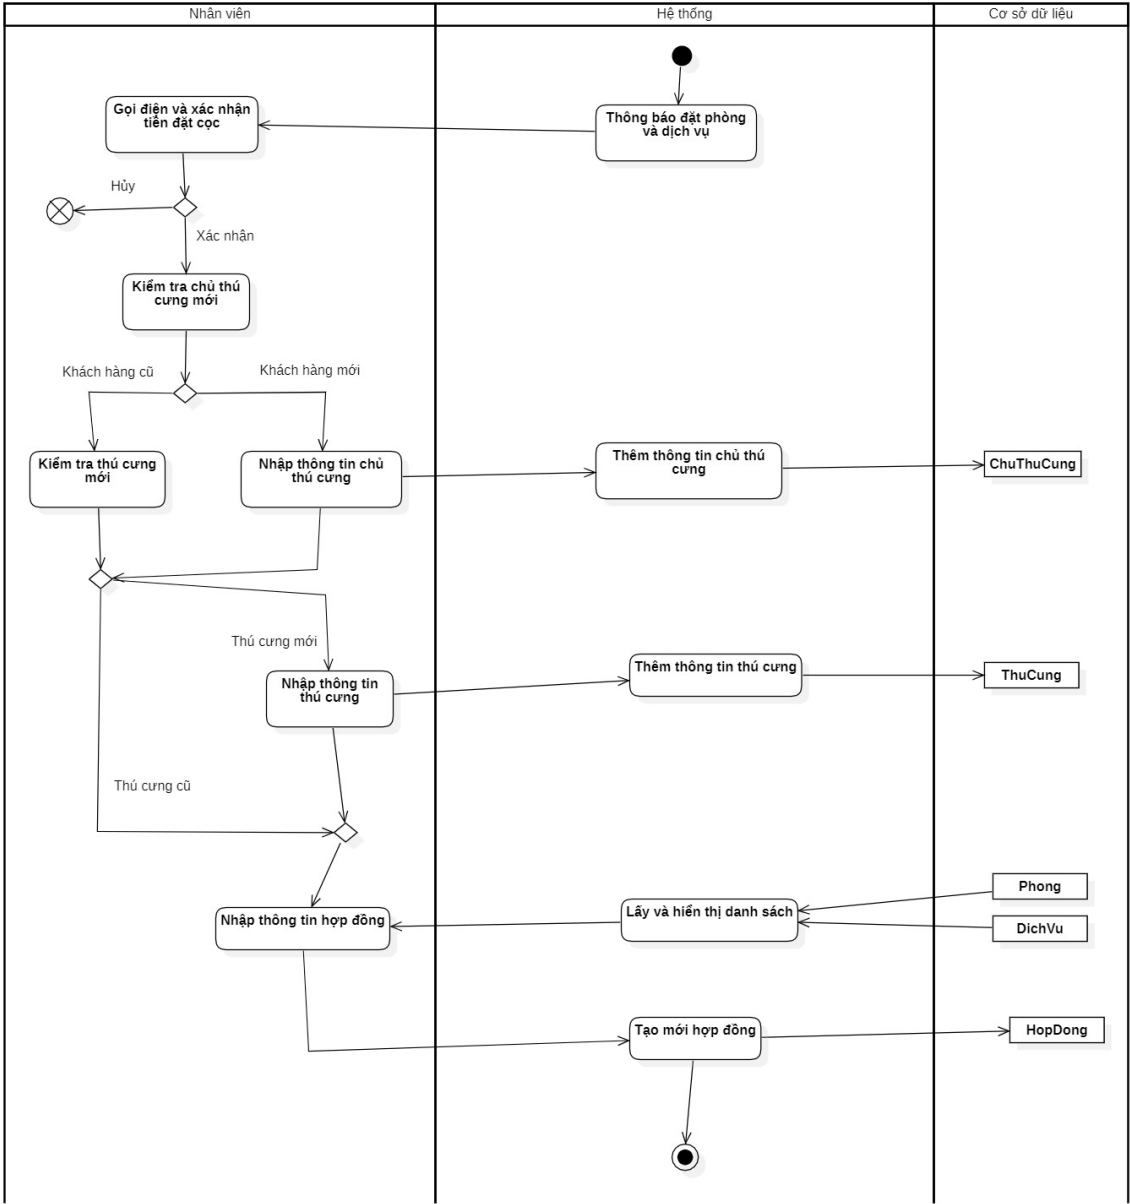 Nhân viên
Hệ thống
Cơ sở dữ liệu
Gọi điện và xác nhận
tiền đặt cọc
Thông báo đặt phòng
và dịch vụ
Hủy
Xác nhận
Kiểm tra chủ thú
cưng mới
Khách hàng cũ
Khách hàng mới
Kiểm tra thú cưng
mới
Nhập thông tin chủ
thú cưng
Thêm thông tin chủ thú
cưng
ChuThuCung
Thú cưng mới
Nhập thông tin
thú cưng
Thêm thông tin thú cưng
ThuCung
Thú cưng cũ
Nhập thông tin hợp đồng
Lấy và hiển thị danh sách
Phong
DichVu
Tạo mới hợp đồng
HopDong